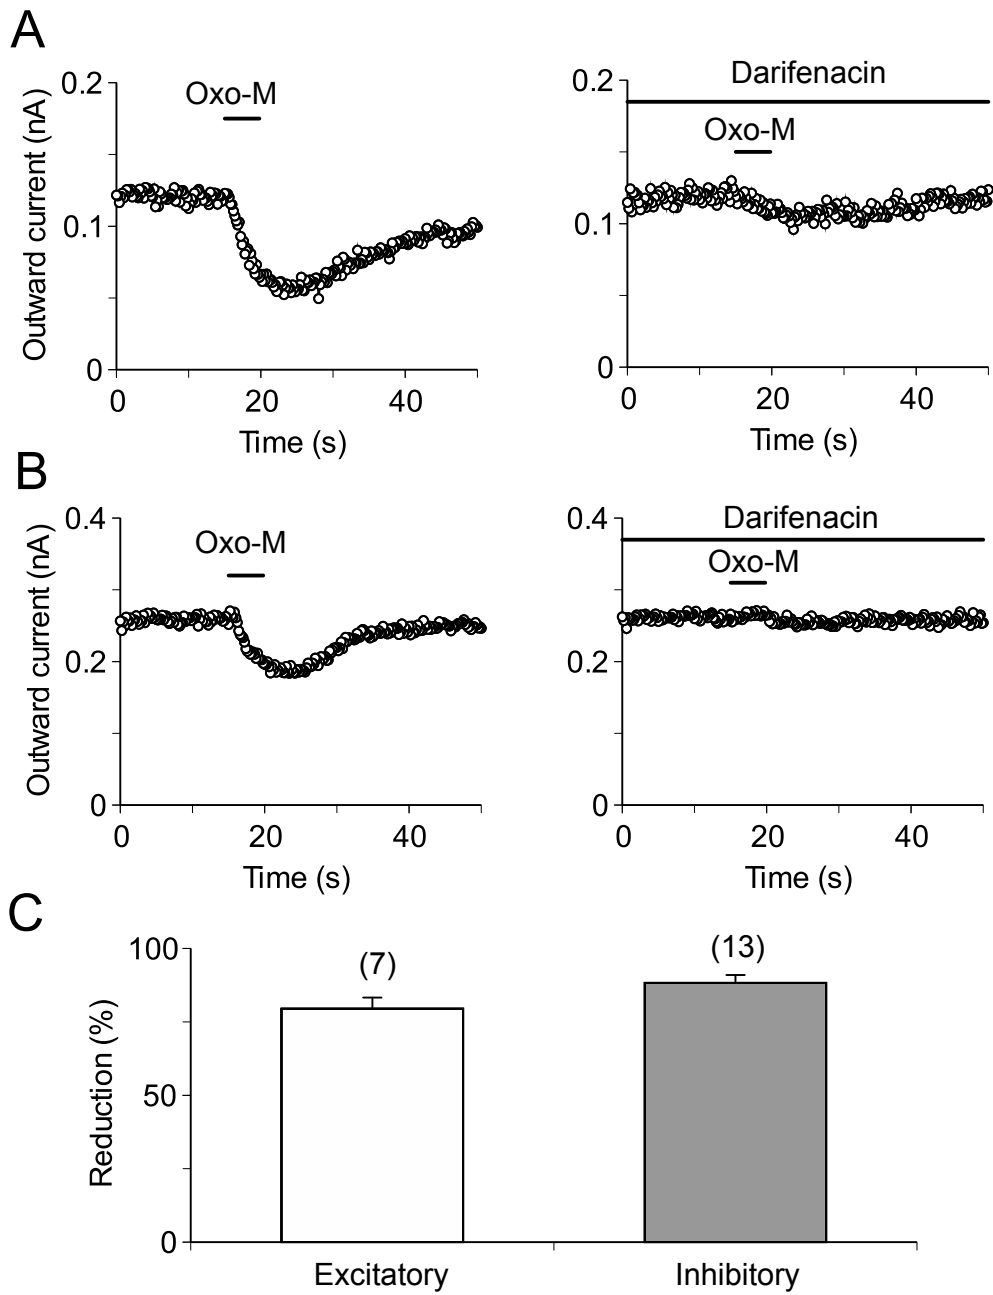 A
Outward current (nA)
0.2
0.1
0
Oxo-M
0 20 40
Time (s)
0.2
0.1
0
Darifenacin
Oxo-M
0 20 40
Time (s)
B
Outward current (nA)
0.4
0.2
0
Oxo-M
0 20 40
Time (s)
0.4
0.2
0
Darifenacin
Oxo-M
0 20 40
Time (s)
C
Reduction (%)
100
50
0
(7)
(13)
Excitatory Inhibitory